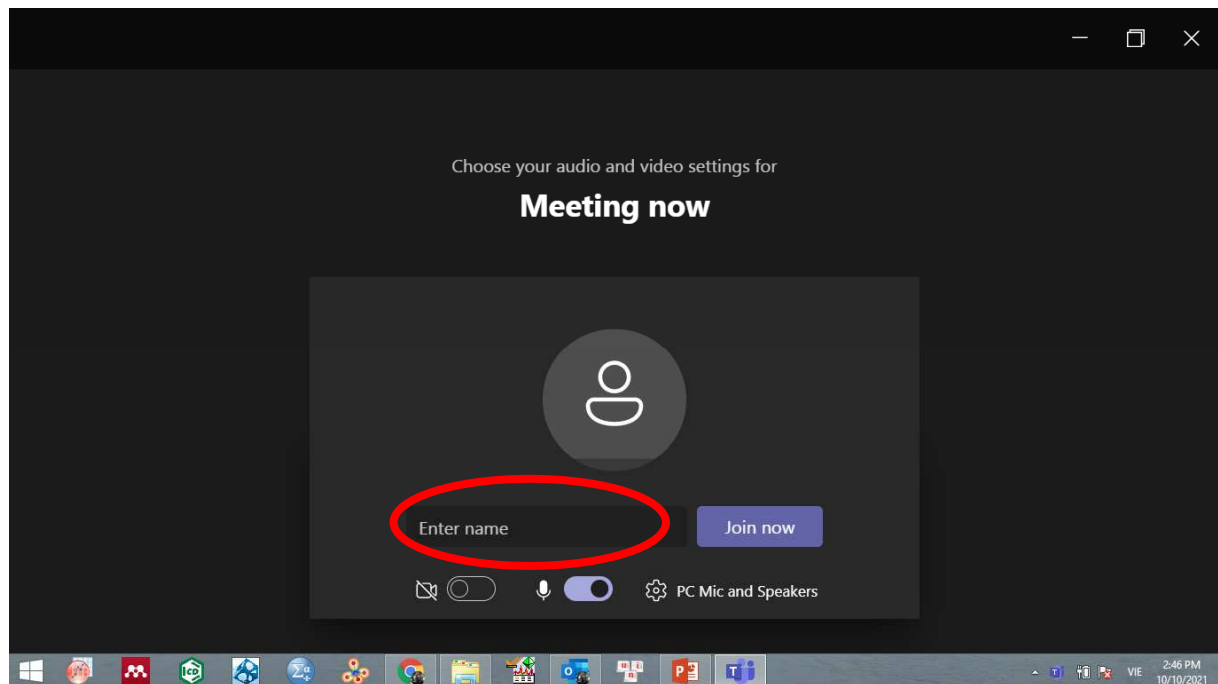 Choose your audio and video settings for
Meeting now
Enter name
Join now
PC Mic and Speakers
VIE
2:46 PM
10/10/2021